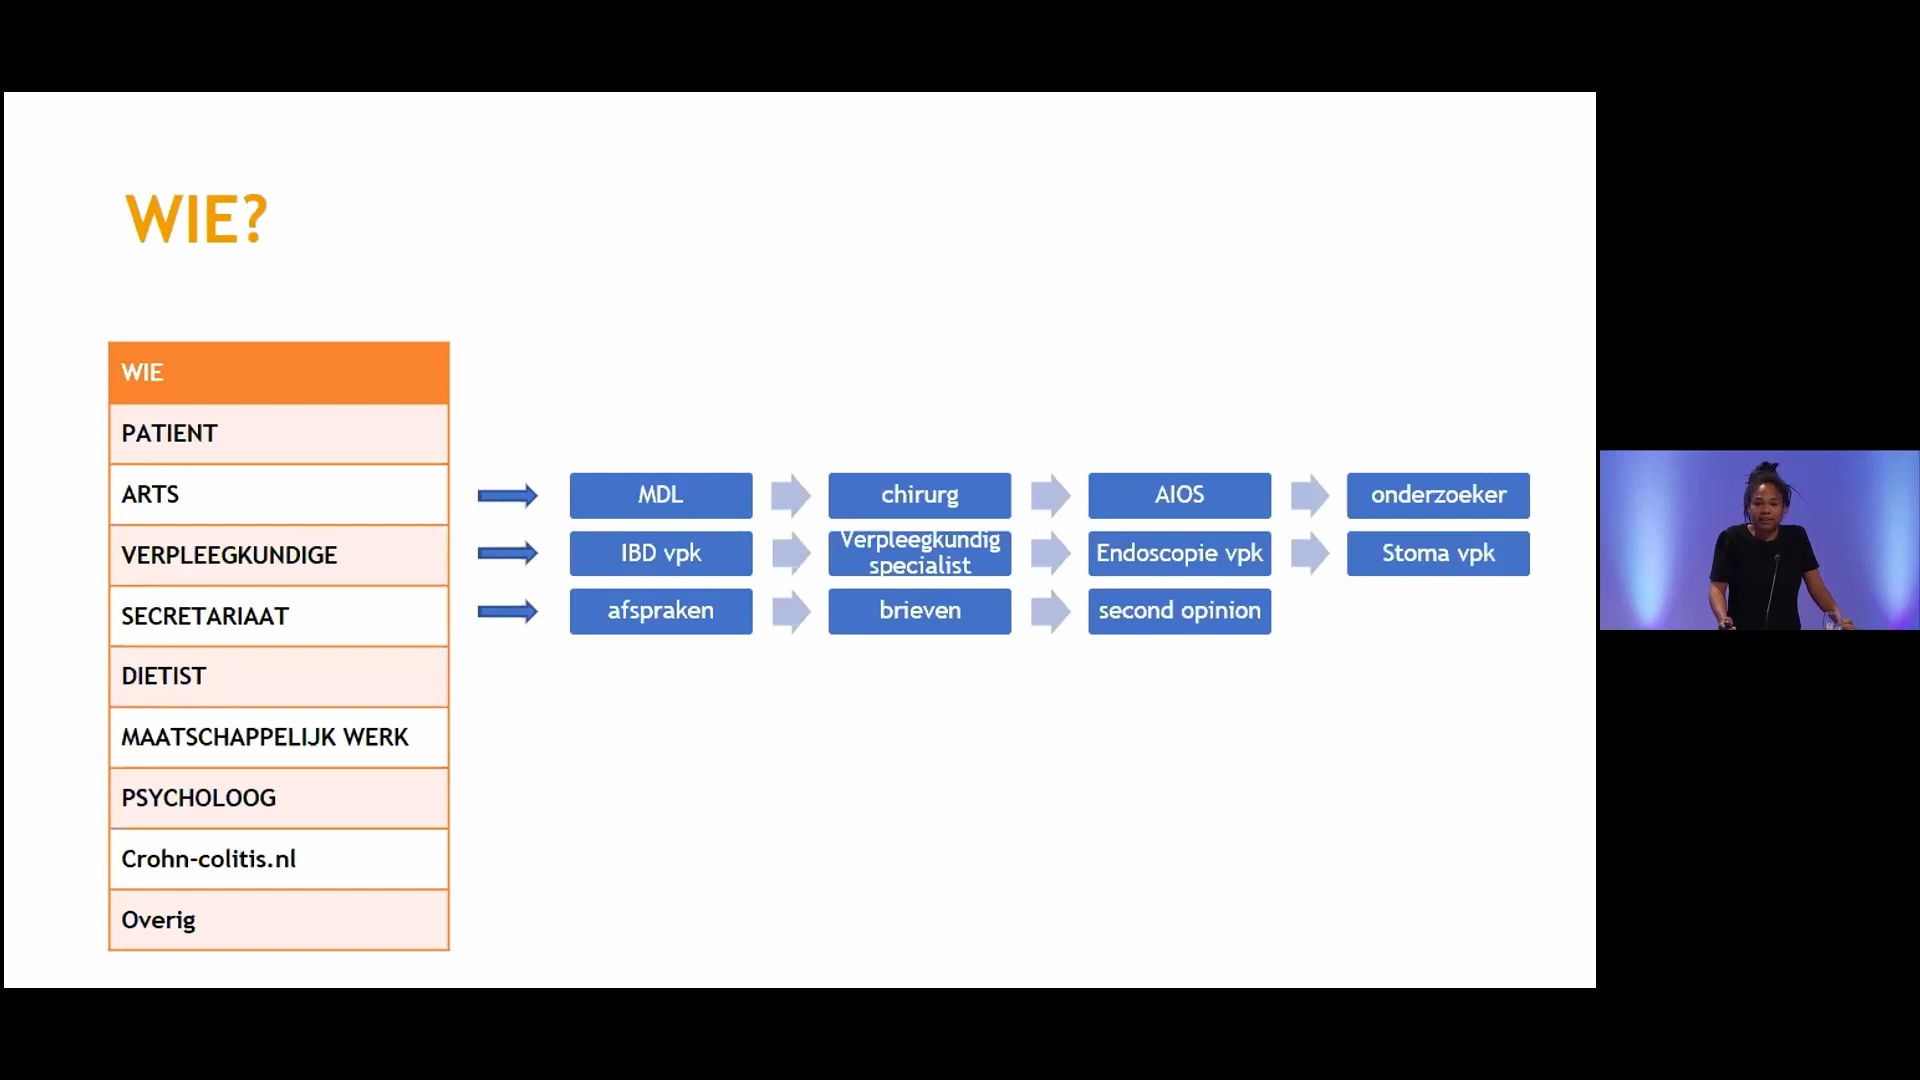 WIE?
WIE
PATIENT
ARTS
MDL
chirurg
AIOS
onderzoeker
VERPLEEGKUNDIGE
IBD vpk
Verpleegkundig
specialist
Endoscopie vpk
Stoma vpk
SECRETARIAAT
afspraken
brieven
second opinion
DIETIST
MAATSCHAPPELIJK WERK
PSYCHOLOOG
Crohn-colitis.nl
Overig